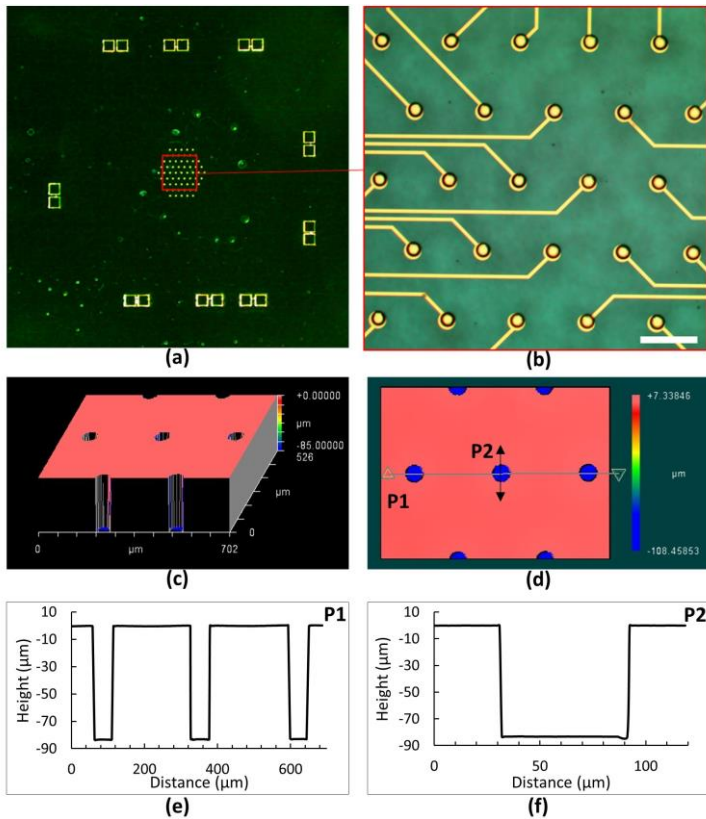 (a)
(b)
+0.00000
µm
-85.00000
526
µm
0
0
µm
702
(c)
P2
P1
+7.33846
µm
-108.45853
(d)
P1
10
-10
-30
-50
-70
-90
Height (µm)
0
200
400
600
Distance (µm)
(e)
P2
10
-10
-30
-50
-70
-90
Height (µm)
0
50
100
Distance (µm)
(f)